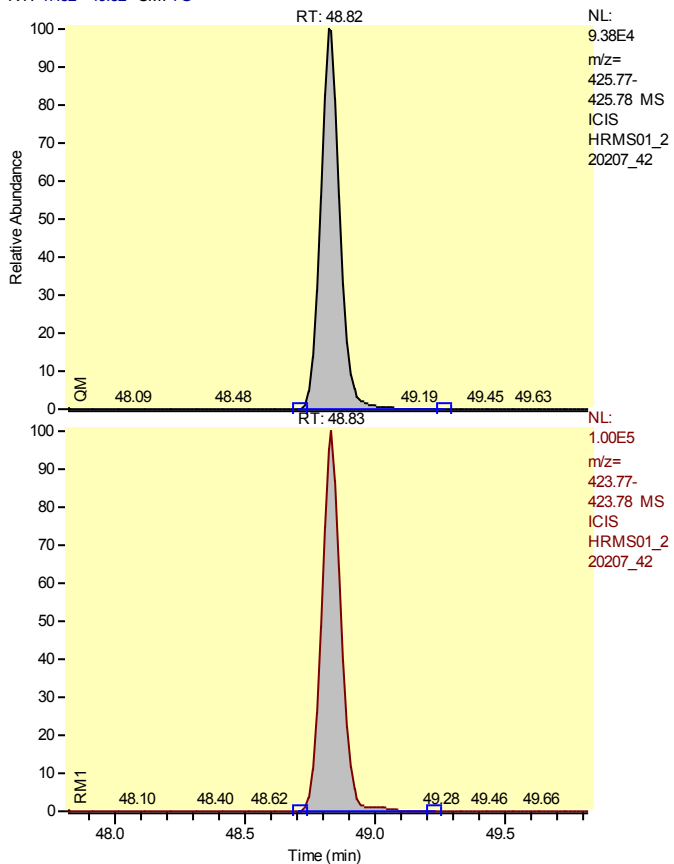 RT: 48.82
NL:
9.38E4
m/z=
425.77-
425.78 MS
ICIS
HRMS01_2
20207_42
100
90
80
70
60
50
40
30
20
10
0
Relative Abundance
QM
48.09 48.48 49.19 49.45 49.63
RT: 48.83
NL:
1.00E5
m/z=
423.77-
423.78 MS
ICIS
HRMS01_2
20207_42
100
90
80
70
60
50
40
30
20
10
0
RM1
48.10 48.40 48.62 49.28 49.46 49.66
48.0 48.5 49.0 49.5
Time (min)